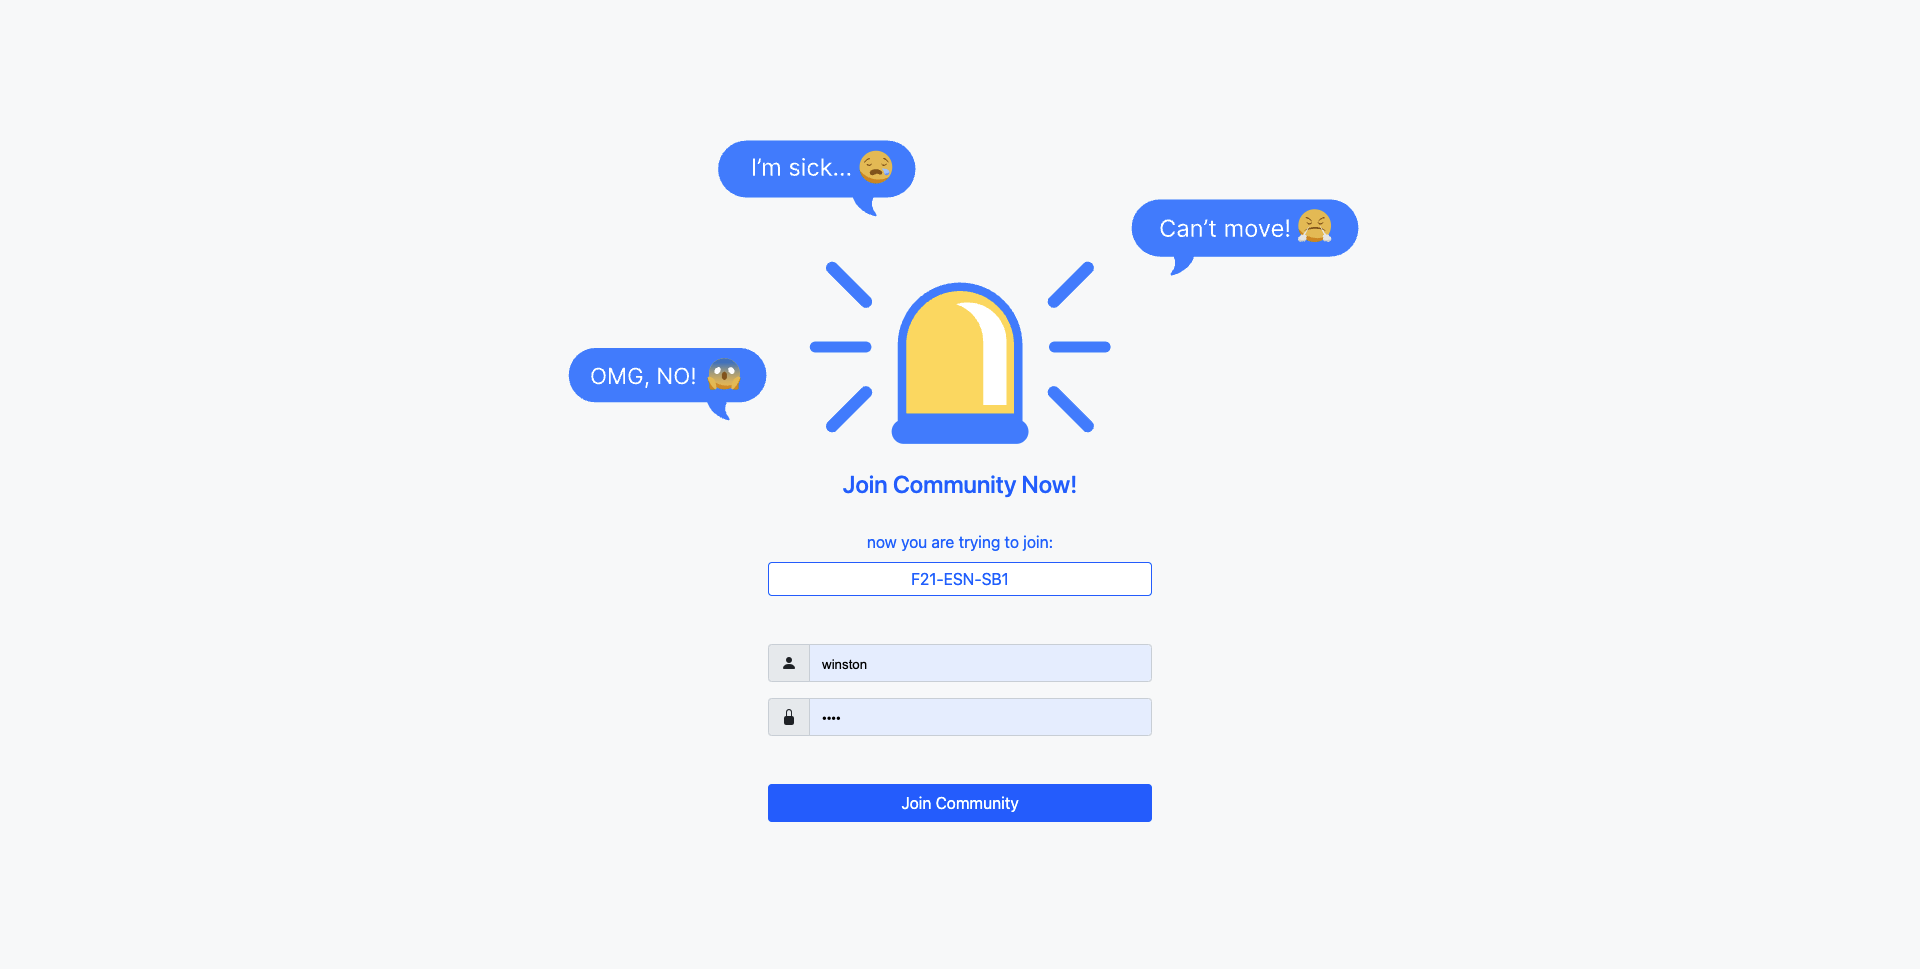 I'm sick...
Can't move!
OMG, NO!
Join Community Now!
now you are trying to join:
F21-ESN-SB1
winston
••••
Join Community